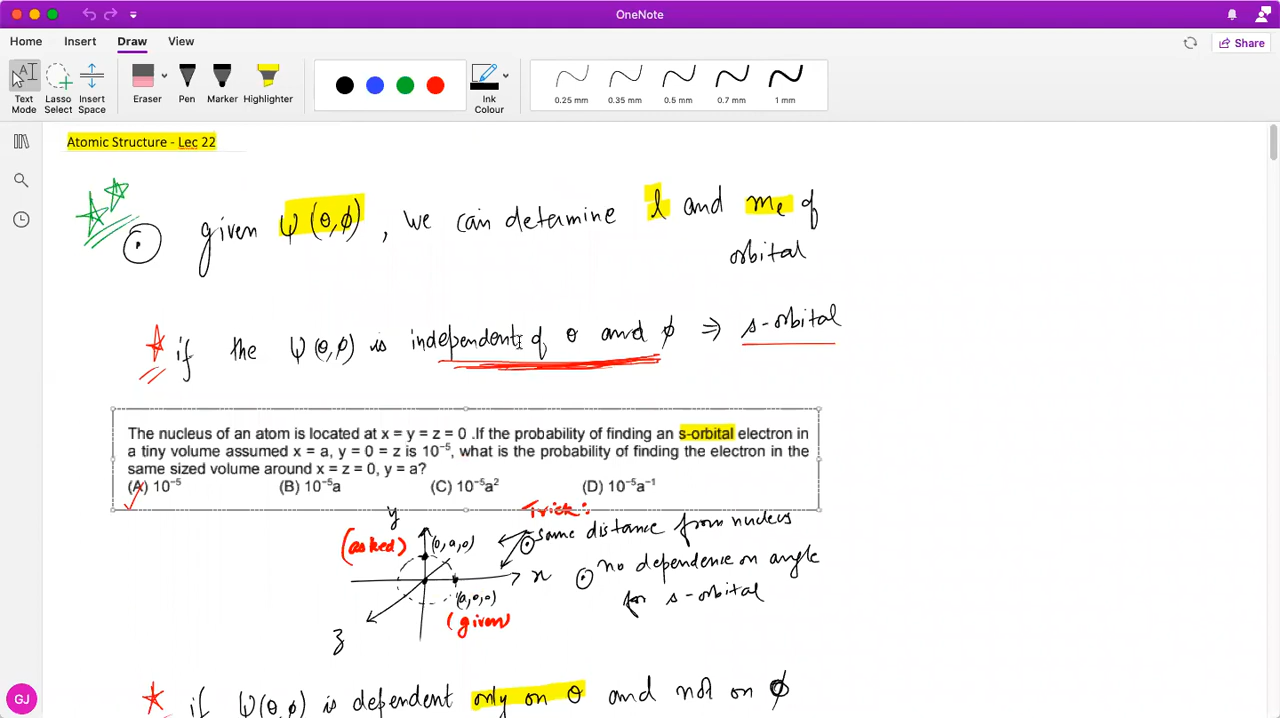 OneNote
Home Insert Draw View
Share
Text Mode
Lasso Select
Insert Space
Eraser
Pen
Marker
Highlighter
Ink Colour
0.25 mm
0.35 mm
0.5 mm
0.7 mm
1 mm
Atomic Structure - Lec 22
given Ψ(θ,φ), we can determine l and mₑ of
orbital
if the Ψ(θ,φ) is independent of θ and φ ⇒ s-orbital
The nucleus of an atom is located at x = y = z = 0 .If the probability of finding an s-orbital electron in
a tiny volume assumed x = a, y = 0 = z is 10⁻⁵, what is the probability of finding the electron in the
same sized volume around x = z = 0, y = a?
(A) 10⁻⁵ (B) 10⁻⁵a (C) 10⁻⁵a² (D) 10⁻⁵a⁻¹
Trick:
y
(asked) (0,a,0)
same distance from nucleus
x
no dependence on angle
for s-orbital
(a,0,0)
(given)
z
if Ψ(θ,φ) is dependent only on θ and not on φ
GJ